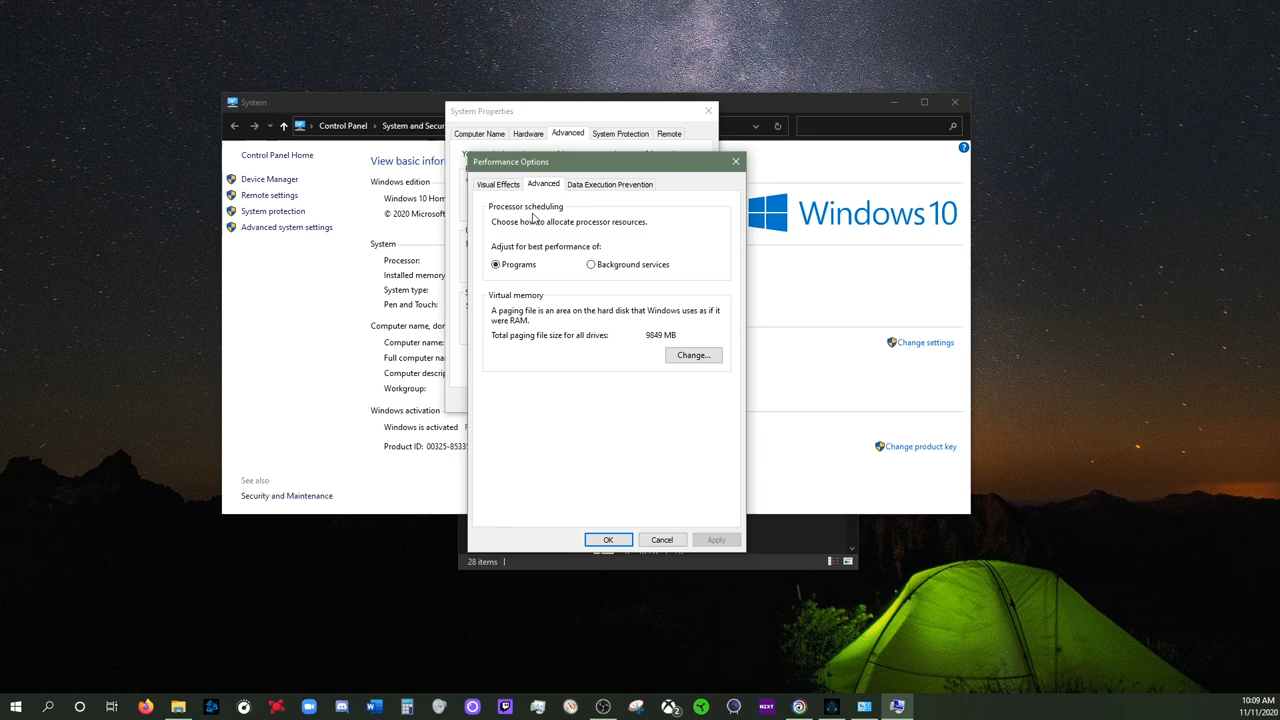 System
System Properties
Control Panel
System and Secur
Computer Name
Hardware
Advanced
System Protection
Remote
Control Panel Home
Device Manager
Remote settings
System protection
Advanced system settings
See also
Security and Maintenance
View basic infor
Windows edition
Windows 10 Hom
© 2020 Microsoft
System
Processor:
Installed memory
System type:
Pen and Touch:
Computer name, dom
Computer name:
Full computer na
Computer descrip
Workgroup:
Windows activation
Windows is activated
Product ID: 00325-8533
Performance Options
Visual Effects
Advanced
Data Execution Prevention
Processor scheduling
Choose how to allocate processor resources.
Adjust for best performance of:
Programs
Background services
Virtual memory
A paging file is an area on the hard disk that Windows uses as if it
were RAM.
Total paging file size for all drives:
9849 MB
Change...
OK
Cancel
Apply
Windows 10
Change settings
Change product key
28 items
W
NZXT
10:09 AM
11/11/2020